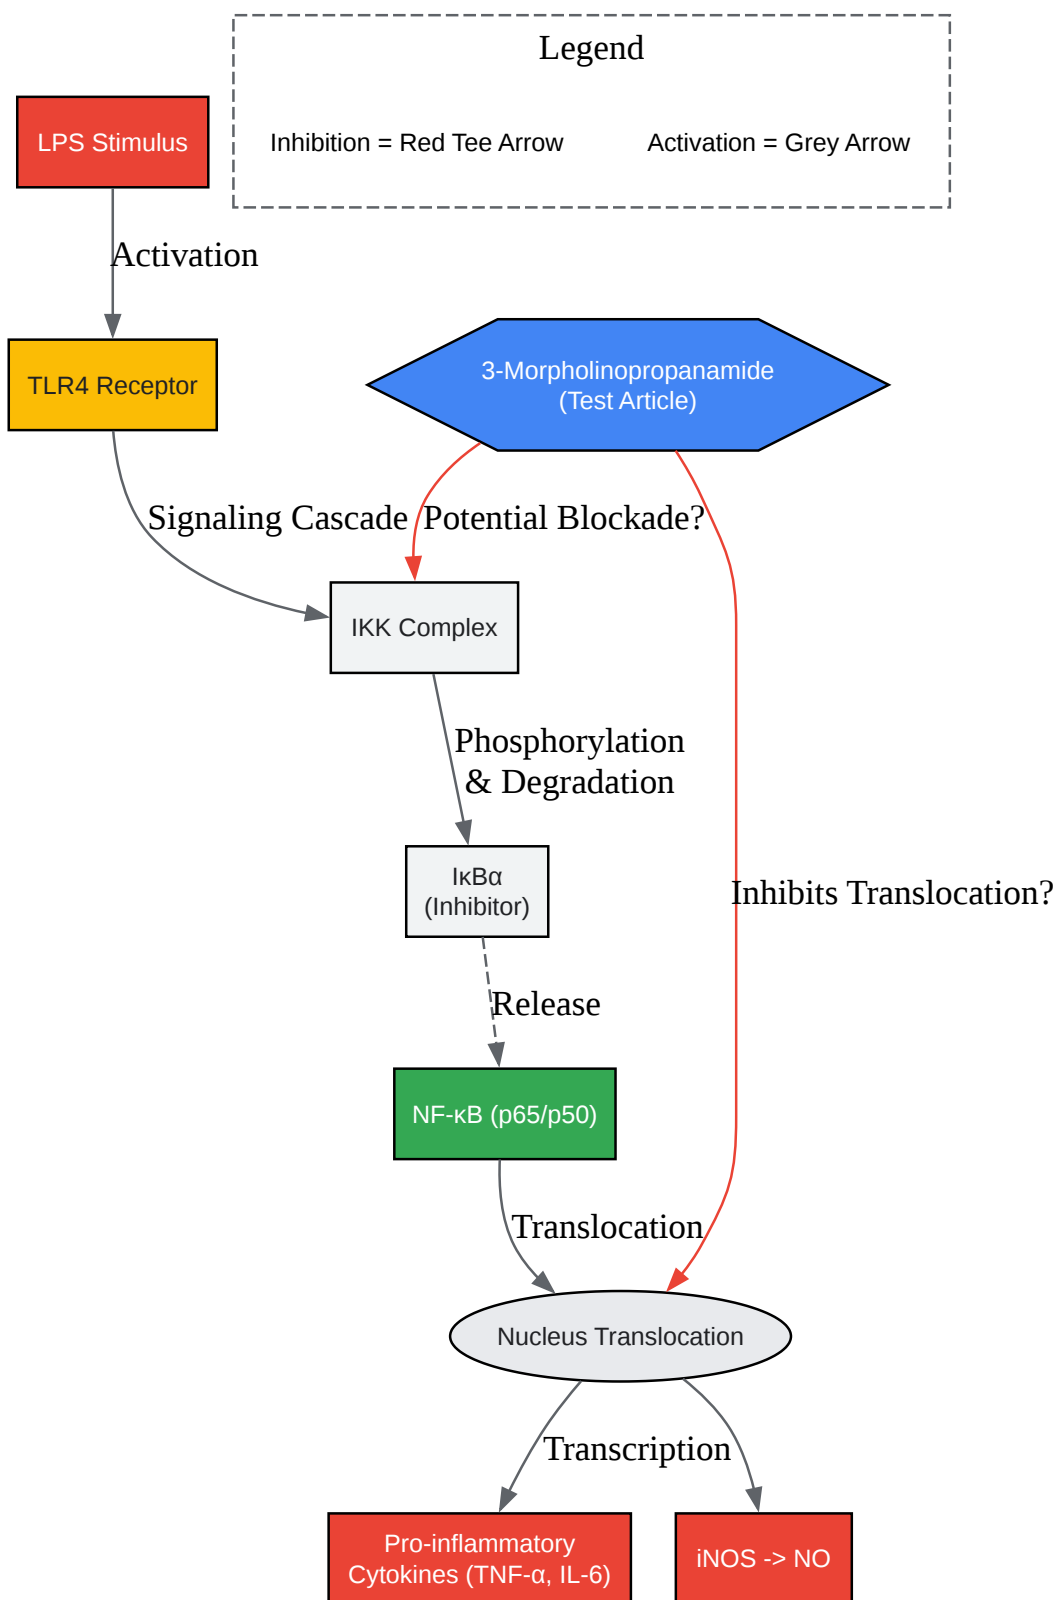 Legend
Inhibition = Red Tee Arrow
Activation = Grey Arrow
LPS Stimulus
Activation
TLR4 Receptor
3-Morpholinopropanamide
(Test Article)
Signaling Cascade
Potential Blockade?
IKK Complex
Phosphorylation
& Degradation
IκBα
(Inhibitor)
Inhibits Translocation?
Release
NF-κB (p65/p50)
Translocation
Nucleus Translocation
Transcription
Pro-inflammatory
Cytokines (TNF-α, IL-6)
iNOS -> NO